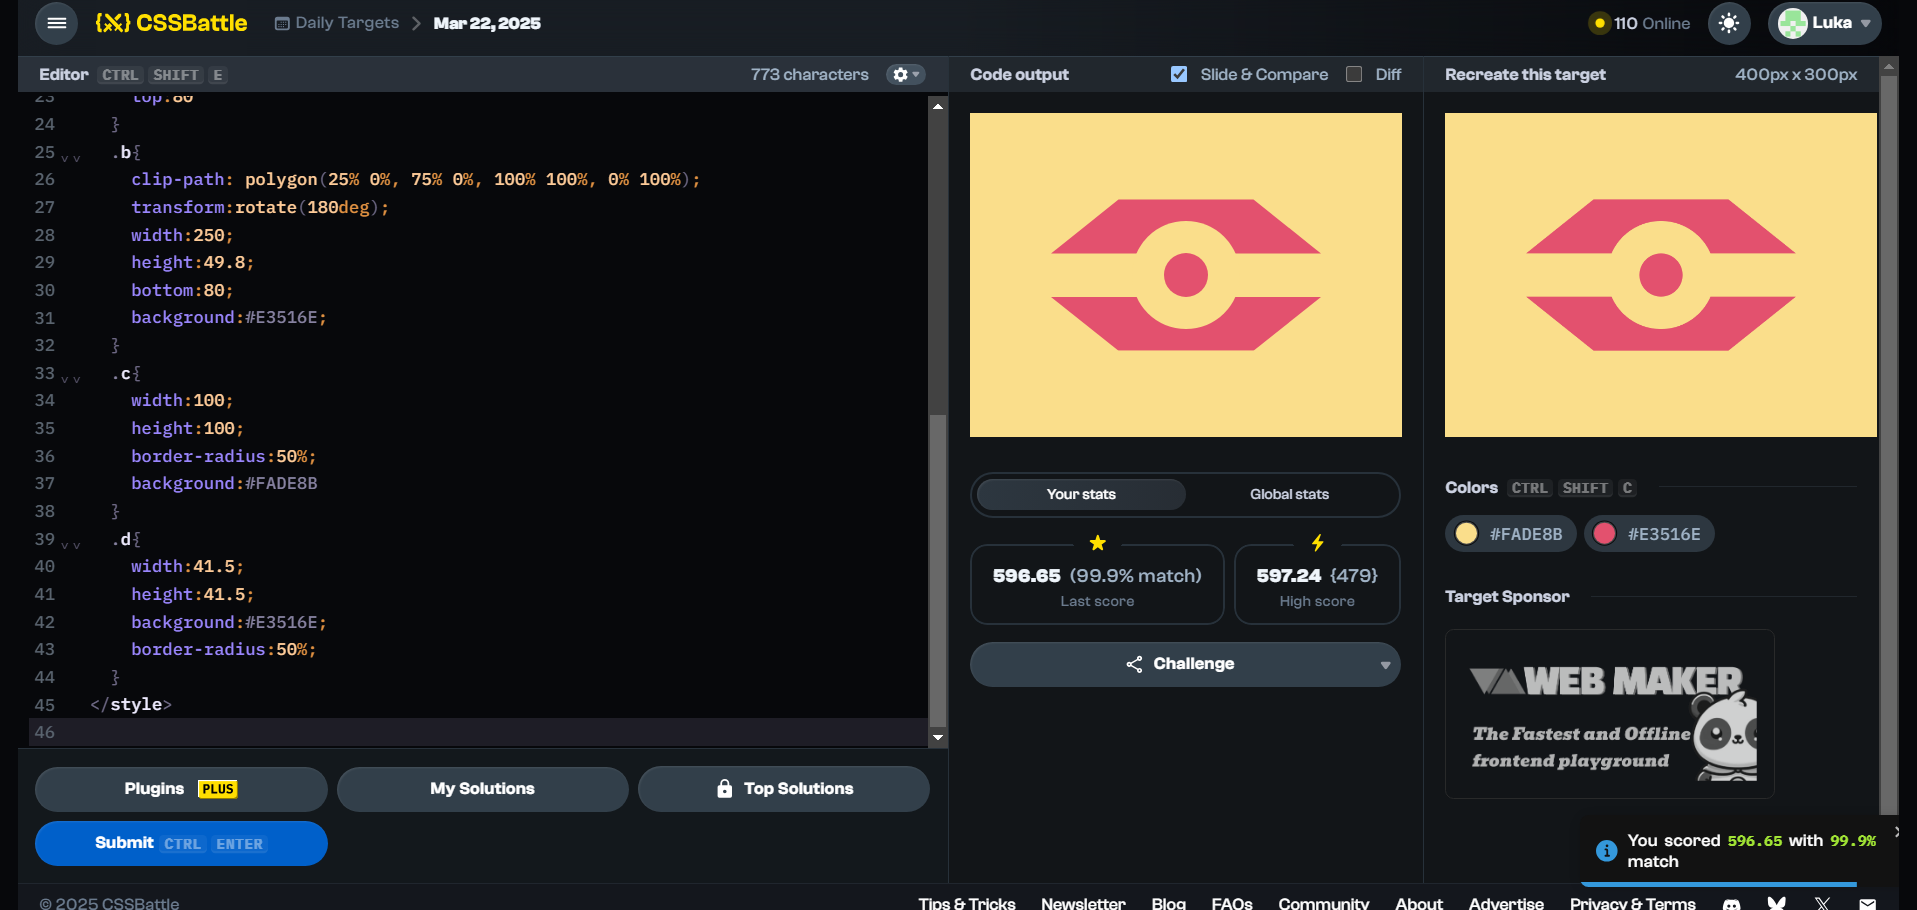 {X} CSSBattle
Daily Targets > Mar 22, 2025
110 Online
Luka
Editor CTRL SHIFT E
773 characters
23 top:80
24 }
25 .b{
26 clip-path: polygon(25% 0%, 75% 0%, 100% 100%, 0% 100%);
27 transform:rotate(180deg);
28 width:250;
29 height:49.8;
30 bottom:80;
31 background:#E3516E;
32 }
33 .c{
34 width:100;
35 height:100;
36 border-radius:50%;
37 background:#FADE8B
38 }
39 .d{
40 width:41.5;
41 height:41.5;
42 background:#E3516E;
43 border-radius:50%;
44 }
45 </style>
46
Plugins PLUS
My Solutions
Top Solutions
Submit CTRL ENTER
Code output
Slide & Compare
Diff
Your stats
Global stats
596.65 (99.9% match)
Last score
597.24 {479}
High score
Challenge
Recreate this target
400px x 300px
Colors CTRL SHIFT C
#FADE8B
#E3516E
Target Sponsor
WEB MAKER
The Fastest and Offline
frontend playground
You scored 596.65 with 99.9%
match
© 2025 CSSBattle
Tips & Tricks Newsletter Blog FAQs Community About Advertise Privacy & Terms